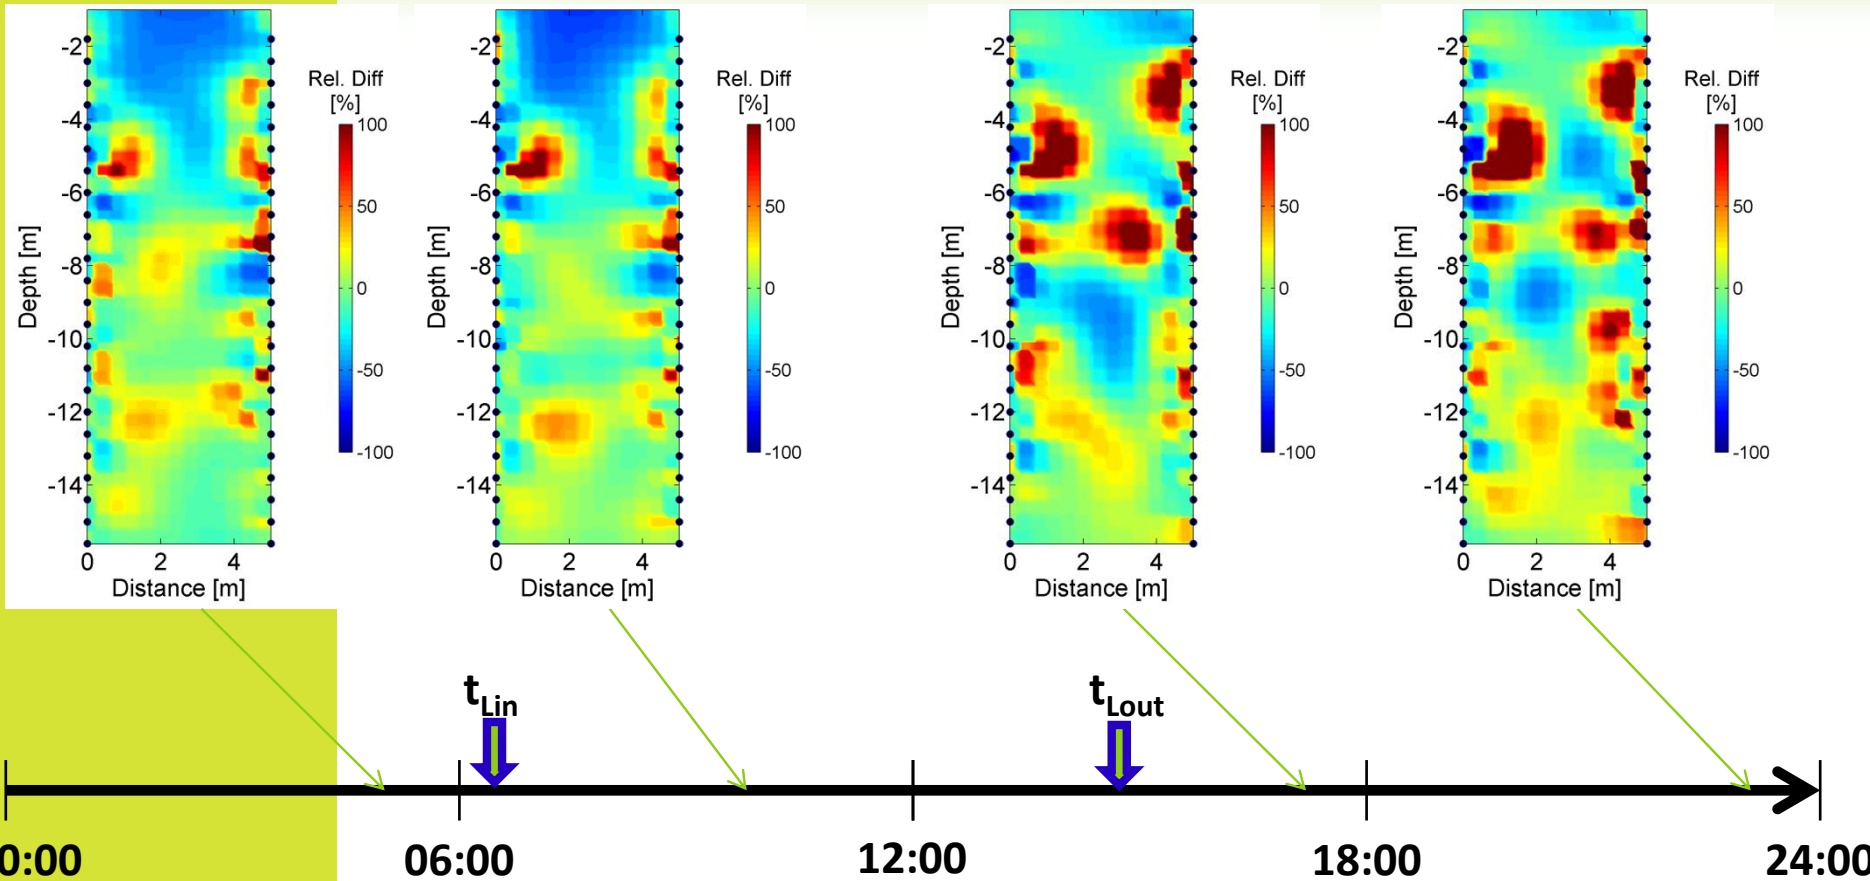 Rel. Diff
[%]
100
50
0
-50
-100
-2
-4
-6
-8
-10
-12
-14
Depth [m]
0 2 4
Distance [m]
Rel. Diff
[%]
100
50
0
-50
-100
-2
-4
-6
-8
-10
-12
-14
Depth [m]
0 2 4
Distance [m]
Rel. Diff
[%]
100
50
0
-50
-100
-2
-4
-6
-8
-10
-12
-14
Depth [m]
0 2 4
Distance [m]
Rel. Diff
[%]
100
50
0
-50
-100
-2
-4
-6
-8
-10
-12
-14
Depth [m]
0 2 4
Distance [m]
tLin
tLout
0:00 06:00 12:00 18:00 24:00